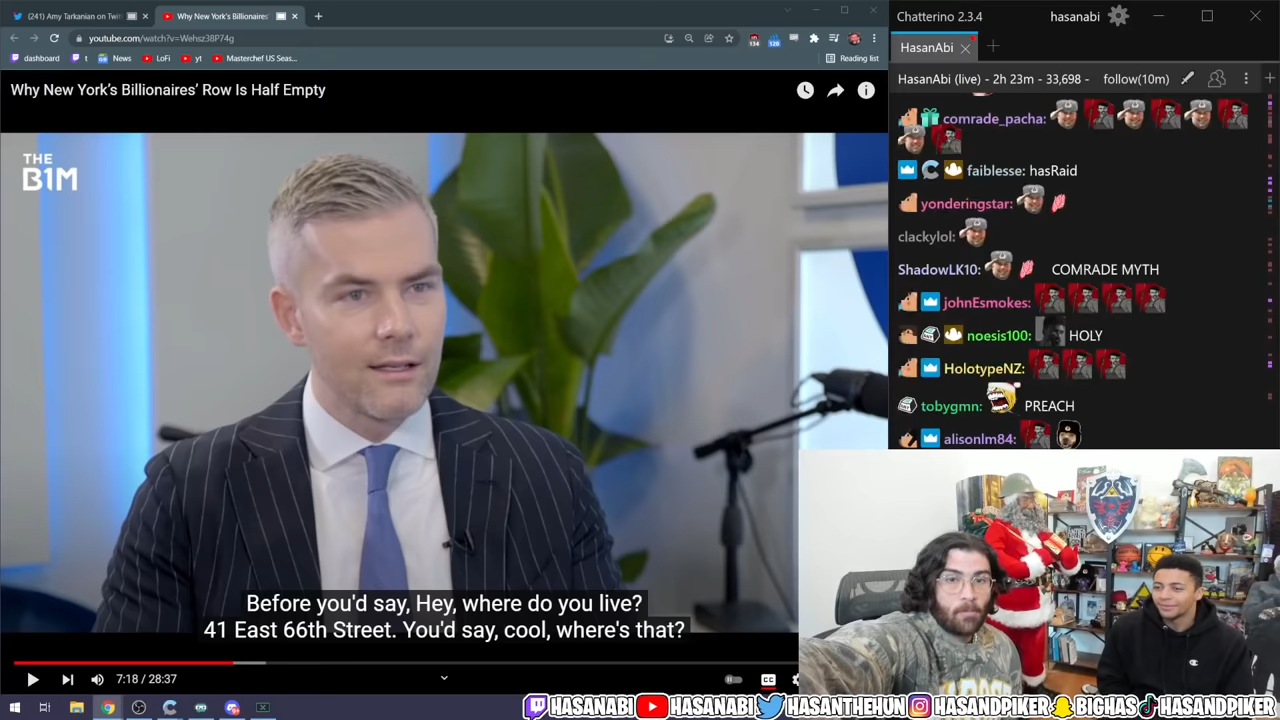 (241) Amy Tarkanian on Twitt
Why New York's Billionaires'
youtube.com/watch?v=Wehsz38P74g
134
128
dashboard
t
News
LoFi
yt
Masterchef US Seas...
Reading list
Why New York's Billionaires' Row Is Half Empty
THE
B1M
Before you'd say, Hey, where do you live?
41 East 66th Street. You'd say, cool, where's that?
7:18 / 28:37
CC
Chatterino 2.3.4
hasanabi
HasanAbi
HasanAbi (live) - 2h 23m - 33,698 -
follow(10m)
comrade_pacha:
faiblesse: hasRaid
yonderingstar:
clackylol:
ShadowLK10: COMRADE MYTH
johnEsmokes:
noesis100: HOLY
HolotypeNZ:
tobygmn: PREACH
alisonlm84:
HASANABI HASANABI HASANTHEHUN HASANDPIKER BIGHAS HASANDPIKER